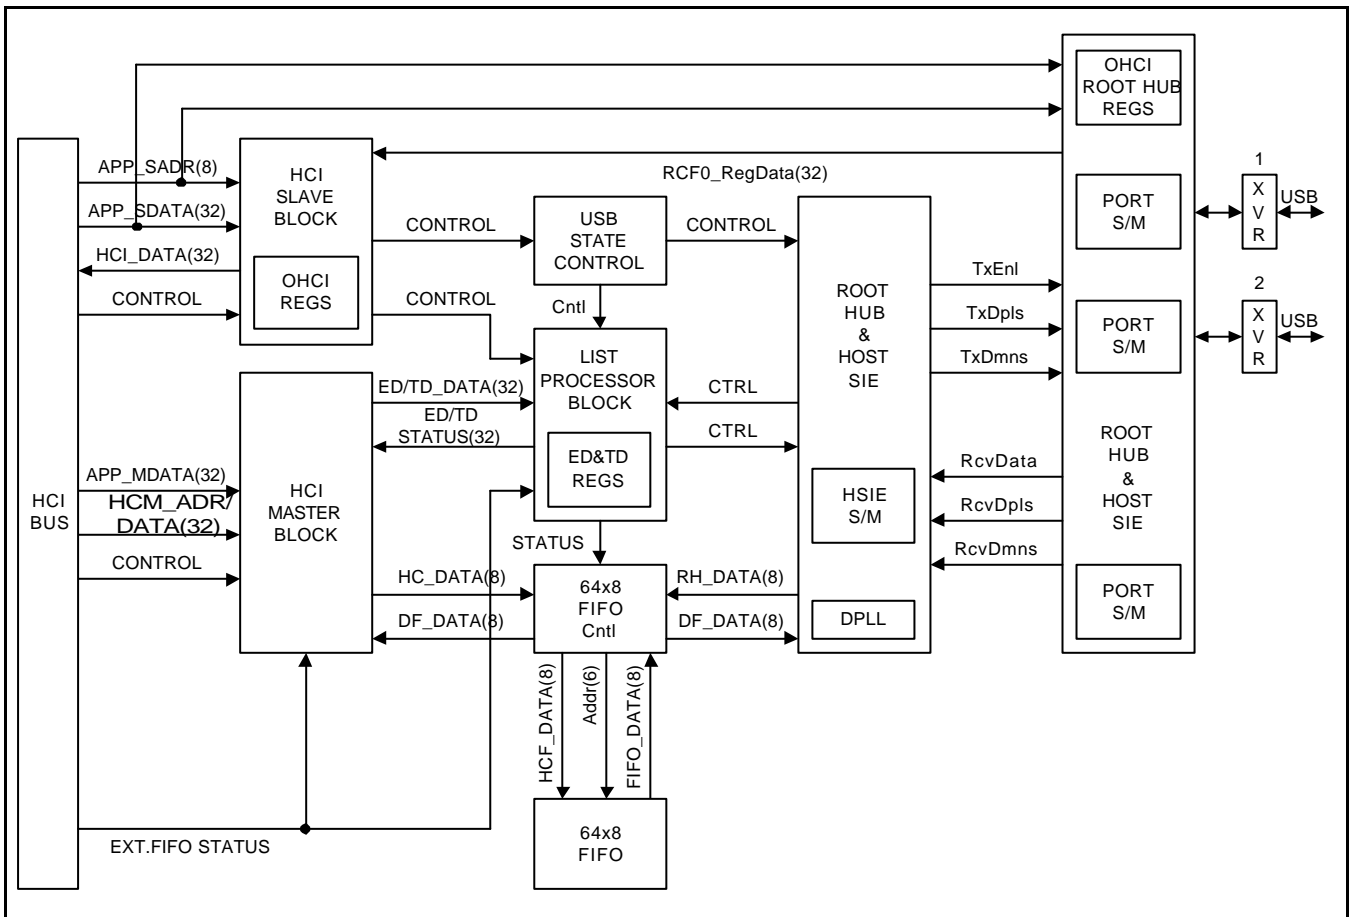 HCI
BUS
APP_SADR(8)
APP_SDATA(32)
HCI_DATA(32)
CONTROL
APP_MDATA(32)
HCM_ADR/
DATA(32)
CONTROL
EXT.FIFO STATUS
HCI
SLAVE
BLOCK
OHCI
REGS
HCI
MASTER
BLOCK
RCF0_RegData(32)
CONTROL
CONTROL
ED/TD_DATA(32)
ED/TD
STATUS(32)
HC_DATA(8)
DF_DATA(8)
USB
STATE
CONTROL
Cntl
LIST
PROCESSOR
BLOCK
ED&TD
REGS
STATUS
64x8
FIFO
Cntl
HCF_DATA(8)
Addr(6)
FIFO_DATA(8)
64x8
FIFO
CONTROL
CTRL
CTRL
RH_DATA(8)
DF_DATA(8)
ROOT
HUB
&
HOST
SIE
HSIE
S/M
DPLL
TxEnl
TxDpls
TxDmns
RcvData
RcvDpls
RcvDmns
OHCI
ROOT HUB
REGS
PORT
S/M
PORT
S/M
ROOT
HUB
&
HOST
SIE
PORT
S/M
1
X
V
R
USB
2
X
V
R
USB